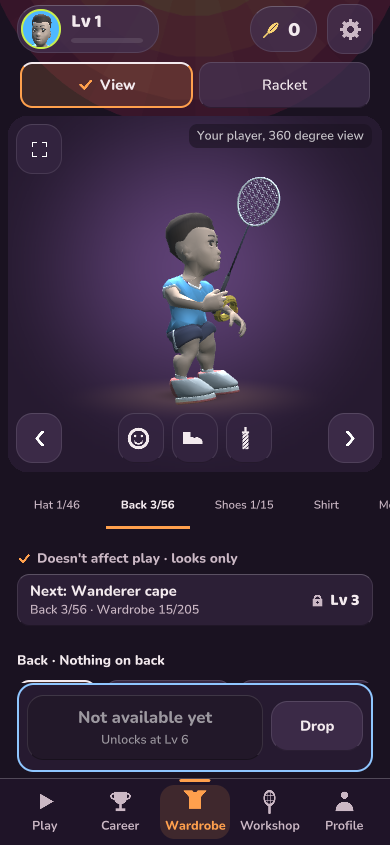 Lv 1
0
View
Racket
Your player, 360 degree view
Hat 1/46
Back 3/56
Shoes 1/15
Shirt
Doesn't affect play · looks only
Next: Wanderer cape
Back 3/56 · Wardrobe 15/205
Lv 3
Back · Nothing on back
Not available yet
Unlocks at Lv 6
Drop
Play
Career
Wardrobe
Workshop
Profile